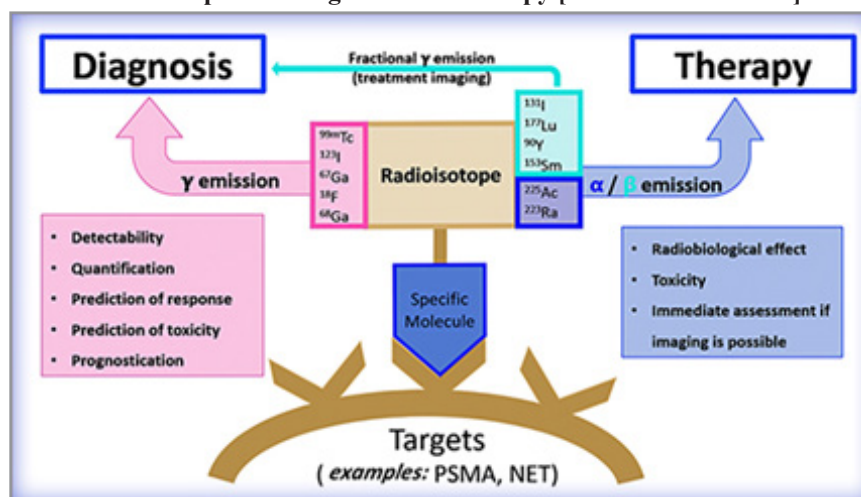 Diagnosis
Fractional γ emission
(treatment imaging)
Therapy
⁹⁹ᵐTc
¹²³I
⁶⁷Ga
¹⁸F
⁶⁸Ga
γ emission
Radioisotope
¹³¹I
¹⁷⁷Lu
⁹⁰Y
¹⁵³Sm
²²⁵Ac
²²³Ra
α / β emission
• Detectability
• Quantification
• Prediction of response
• Prediction of toxicity
• Prognostication
Specific
Molecule
• Radiobiological effect
• Toxicity
• Immediate assessment if
imaging is possible
Targets
( examples: PSMA, NET)